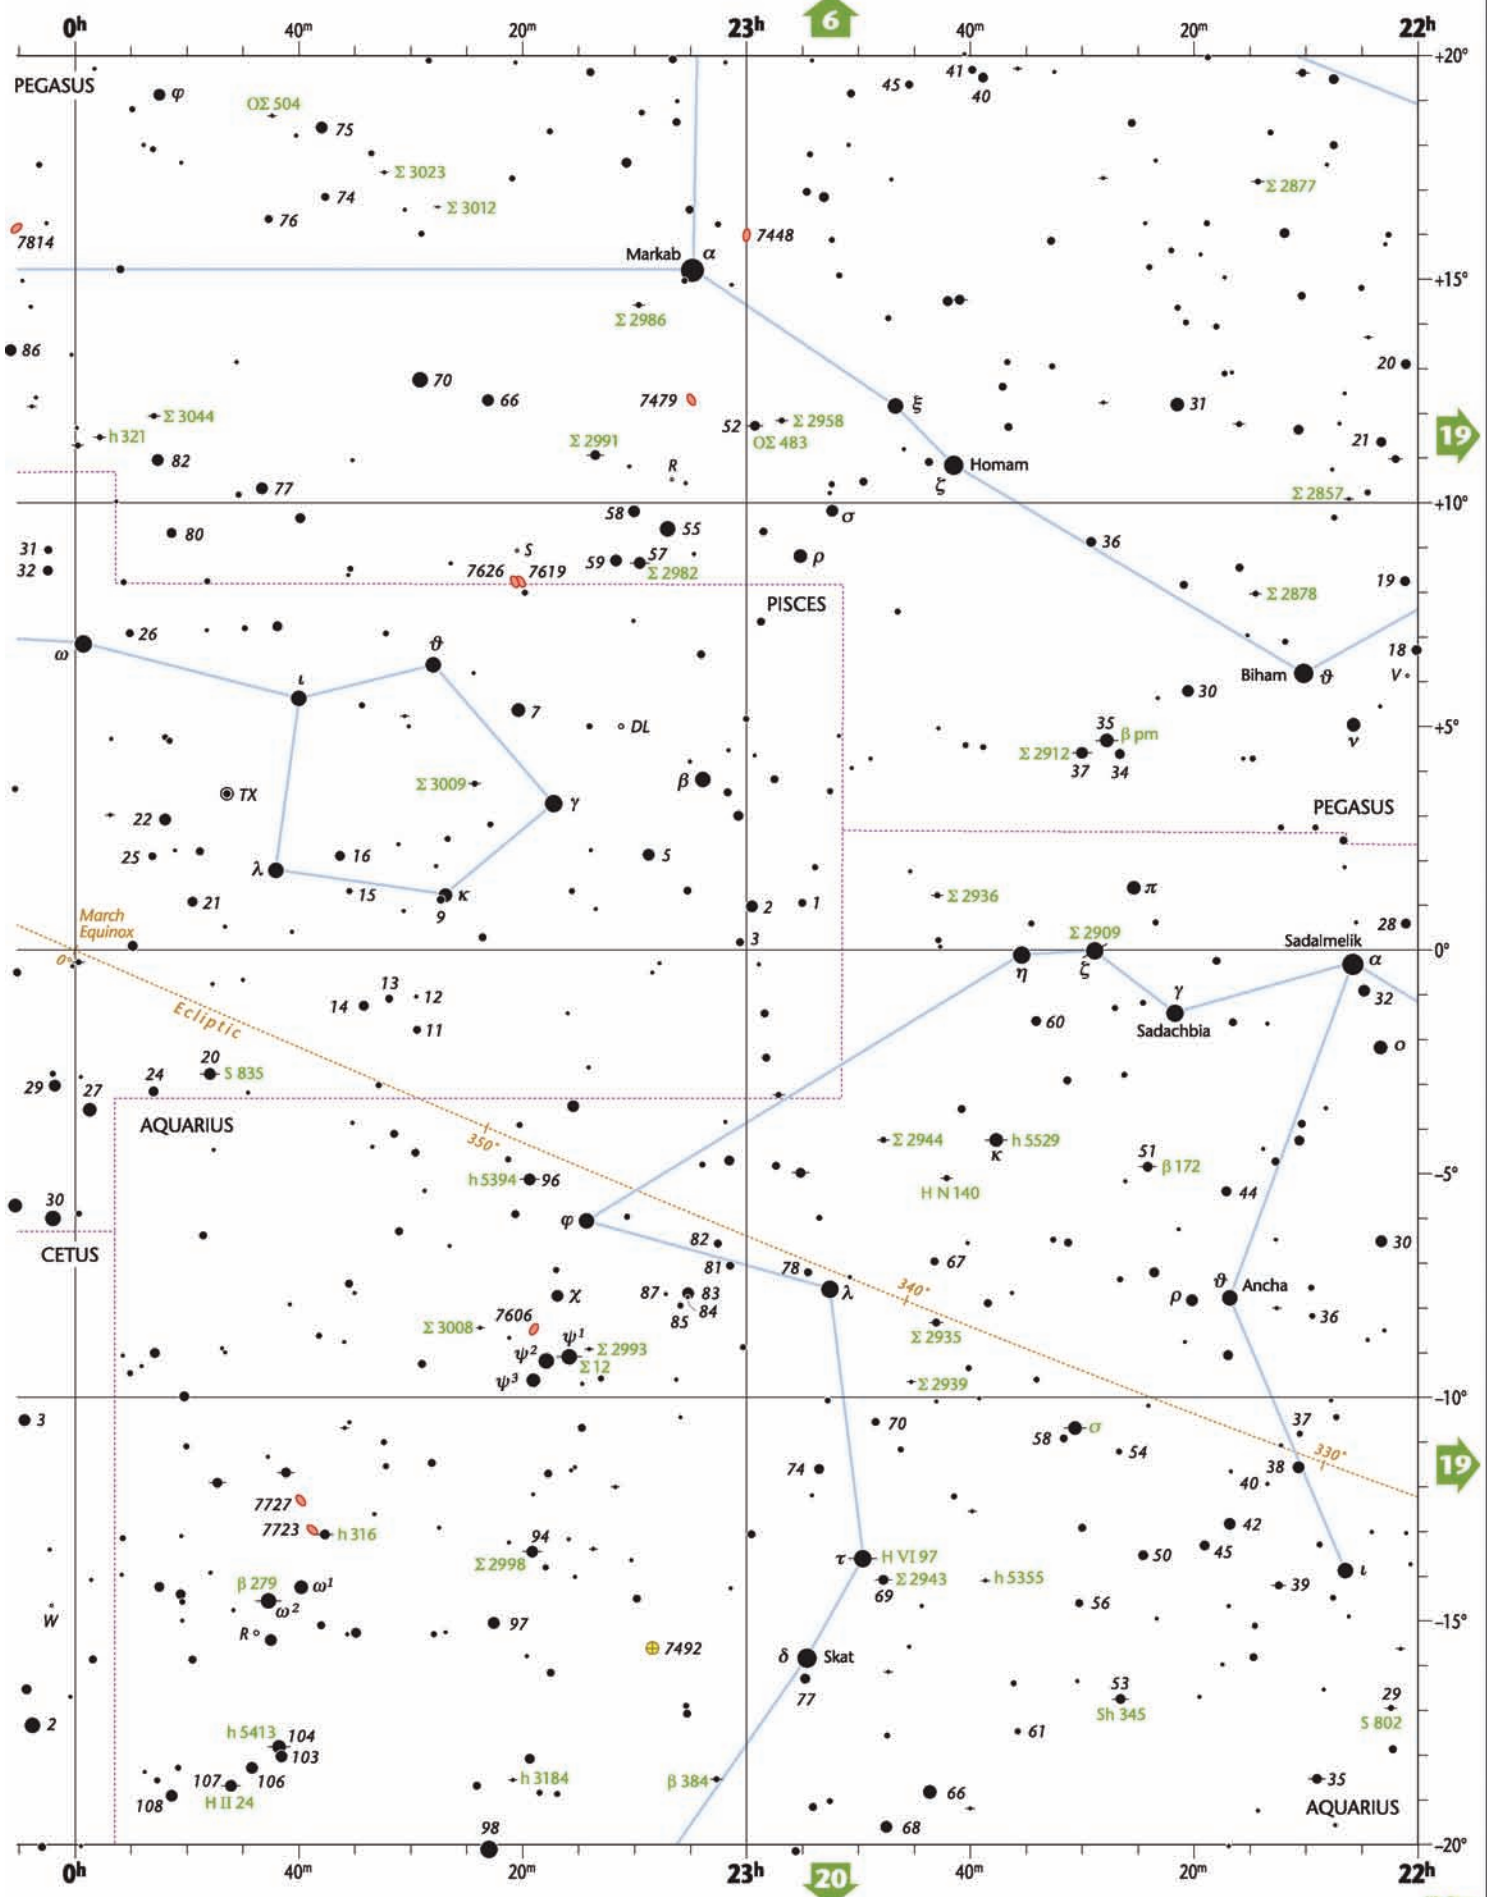 0h 40m 20m 23h 6 40m 20m 22h
+20°
PEGASUS
φ
OΣ 504
75
45 41
40
Σ 3023
74
Σ 3012
76
Σ 2877
7814
7448
Markab α
+15°
Σ 2986
86
20
70
66
7479
ξ
31
Σ 3044
h 321
52 Σ 2958
OΣ 483
19
21
Σ 2991
82
R
Homam
ζ
77
Σ 2857
+10°
58
55
σ
80
36
31
S
59 57
ρ
32
7626 7619
Σ 2982
19
Σ 2878
PISCES
26
ω
ϑ
18
ι
Biham ϑ
V
30
7
DL
35
β pm
+5°
ν
Σ 2912
37 34
Σ 3009
β
TX
γ
PEGASUS
22
25
16
5
λ
15
κ
9
π
21
Σ 2936
2 1
28
March
Equinox
Σ 2909
3
Sadalmelik
0°
0°
η
ζ
α
13
12
14
γ
32
Ecliptic
11
60
Sadachbia
ο
20
S 835
29
27
24
AQUARIUS
350°
Σ 2944
κ
h 5529
51
β 172
−5°
h 5394 96
H N 140
44
30
φ
82
30
CETUS
81
78
67
λ
340°
ϑ
Ancha
87 83
84
85
χ
ρ
36
7606
Σ 3008
Σ 2935
ψ1
Σ 2993
ψ2
Σ 12
ψ3
Σ 2939
−10°
3
70
37
σ
58
54
330°
19
74
38
40
7727
7723
h 316
42
94
Σ 2998
τ
H VI 97
50
45
ι
β 279
ω1
Σ 2943
h 5355
69
39
ω2
W
56
−15°
R
97
7492
δ
Skat
77
53
Sh 345
29
2
S 802
h 5413 104
61
103
107 106
h 3184
β 384
35
66
108
H II 24
AQUARIUS
98
68
−20°
0h 40m 20m 23h 20 40m 20m 22h